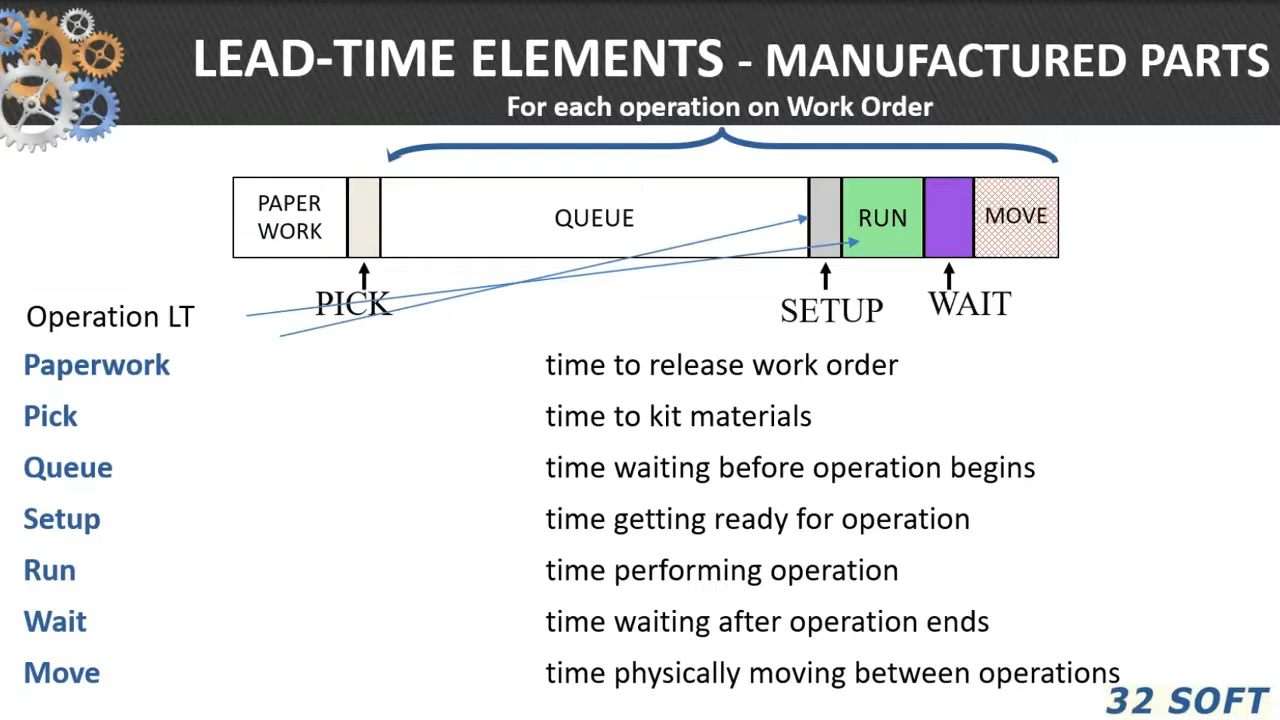 LEAD-TIME ELEMENTS - MANUFACTURED PARTS
For each operation on Work Order
PAPER
WORK
QUEUE
RUN
MOVE
PICK
SETUP
WAIT
Operation LT
Paperwork time to release work order
Pick time to kit materials
Queue time waiting before operation begins
Setup time getting ready for operation
Run time performing operation
Wait time waiting after operation ends
Move time physically moving between operations
32 SOFT